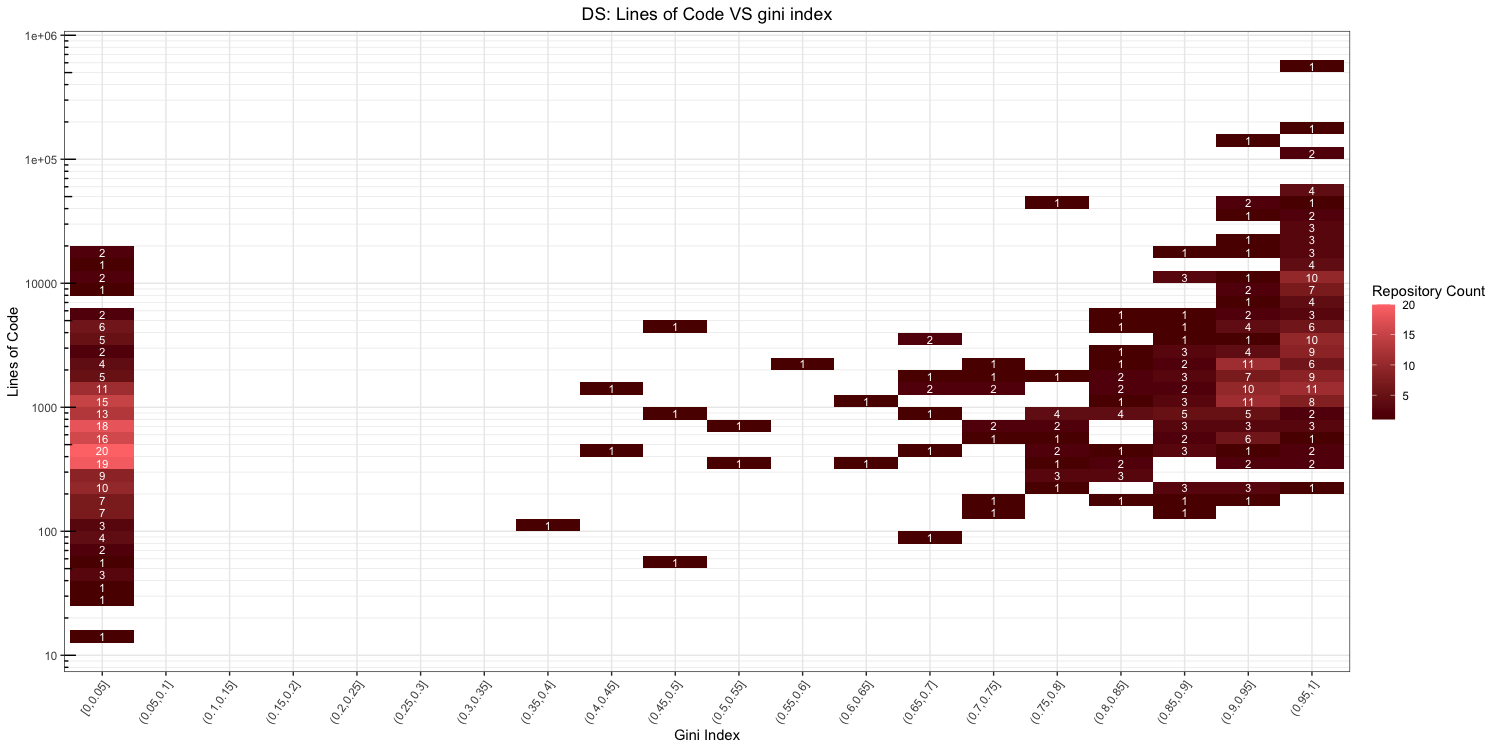 DS: Lines of Code VS gini index
1e+06
1
1
1e+05
1
2
4
1 2 1
1 2
3
2 1 3
1 1 1 3
1 4
2 3 1 10
10000
1 2 7
1 4
2 1 1 2 3
6 1 1 1 4 6
5 2 1 1 10
2 1 3 4 9
4 1 1 1 2 11 6
5 1 1 1 2 3 7 9
11 1 2 2 2 2 10 11
15 1 1 3 11 8
1000
13 1 1 4 4 5 5 2
18 1 2 2 3 3 3
16 1 1 2 6 1
20 1 1 2 1 3 1 2
19 1 1 1 2 2 2
9 3 3
10 1 3 3 1
7 1 1 1 1
7 1 1
100
3 1
4 1
2
1 1
3
1
1
1
10
[0,0.05]
(0.05,0.1]
(0.1,0.15]
(0.15,0.2]
(0.2,0.25]
(0.25,0.3]
(0.3,0.35]
(0.35,0.4]
(0.4,0.45]
(0.45,0.5]
(0.5,0.55]
(0.55,0.6]
(0.6,0.65]
(0.65,0.7]
(0.7,0.75]
(0.75,0.8]
(0.8,0.85]
(0.85,0.9]
(0.9,0.95]
(0.95,1]
Gini Index
Lines of Code
Repository Count
20
15
10
5